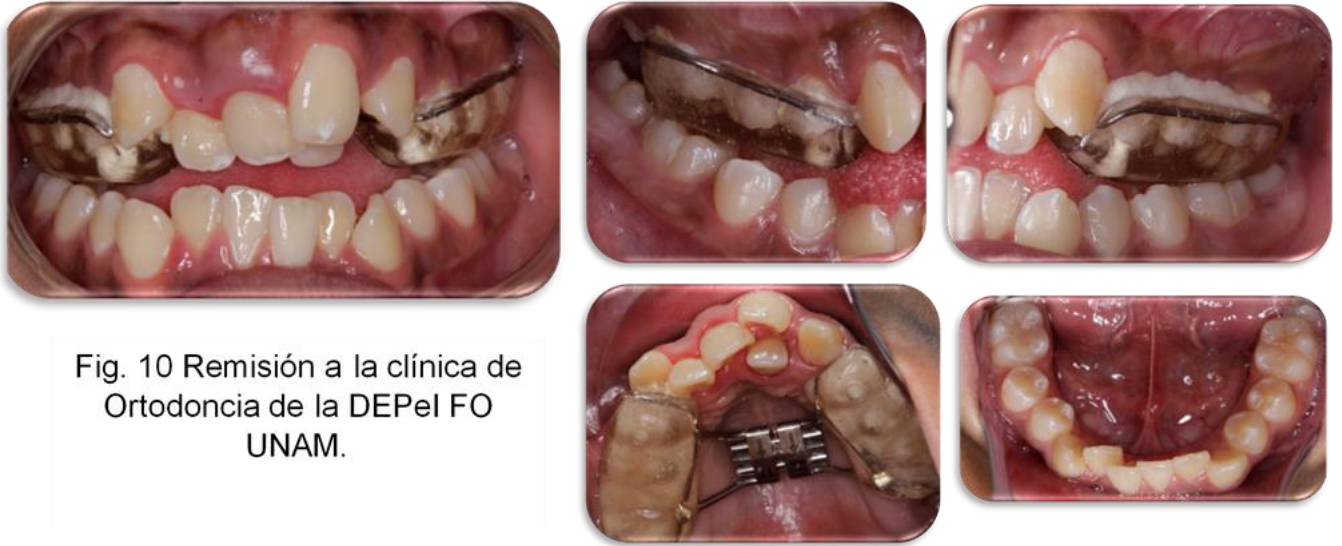 Fig. 10 Remisión a la clínica de
Ortodoncia de la DEPeI FO
UNAM.